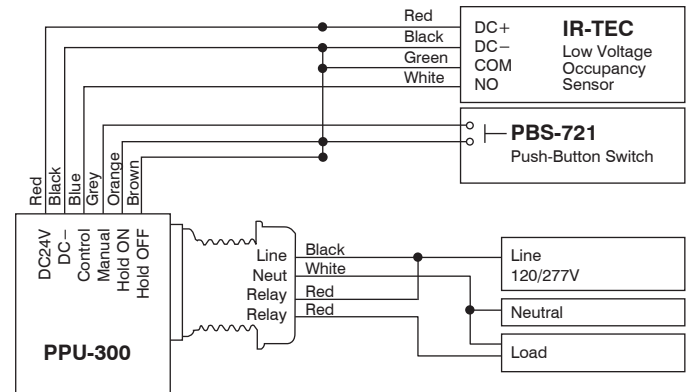 Red
Black
Green
White
DC+
DC−
COM
NO
IR-TEC
Low Voltage
Occupancy
Sensor
PBS-721
Push-Button Switch
Red
Black
Blue
Grey
Orange
Brown
DC24V
DC−
Control
Manual
Hold ON
Hold OFF
PPU-300
Line
Neut
Relay
Relay
Black
White
Red
Red
Line
120/277V
Neutral
Load